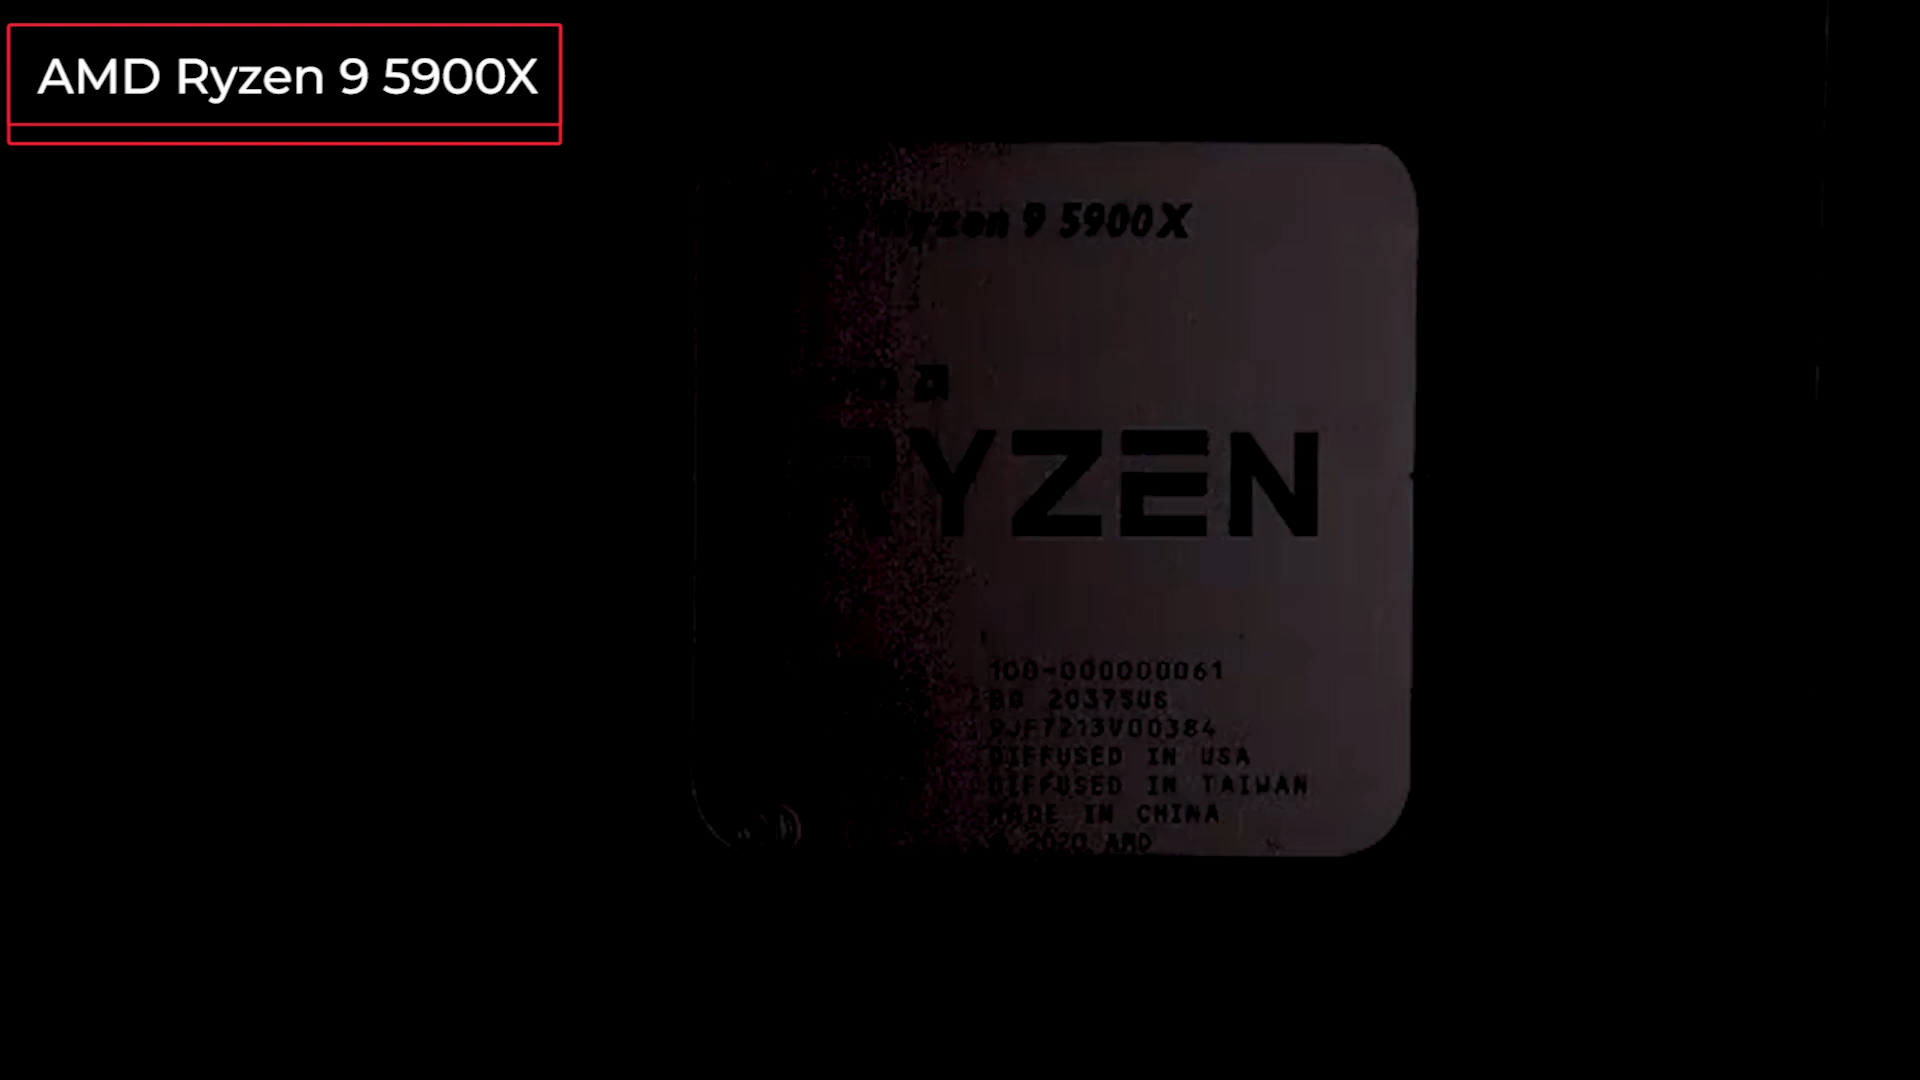 AMD Ryzen 9 5900X
Ryzen 9 5900X
RYZEN
100-000000061
20375US
9JF7213V00384
DIFFUSED IN USA
DIFFUSED IN TAIWAN
MADE IN CHINA
2020 AMD